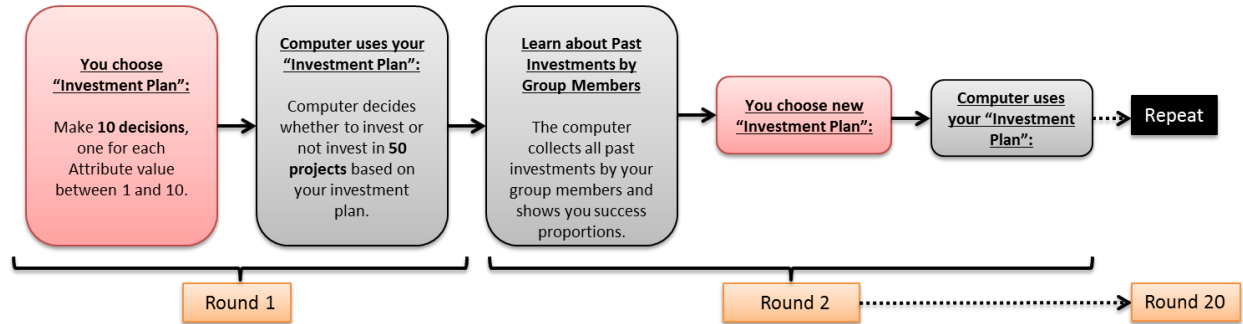 You choose
“Investment Plan”:
Make 10 decisions,
one for each
Attribute value
between 1 and 10.
Computer uses your
“Investment Plan”:
Computer decides
whether to invest or
not invest in 50
projects based on
your investment
plan.
Learn about Past
Investments by
Group Members
The computer
collects all past
investments by your
group members and
shows you success
proportions.
You choose new
“Investment Plan”:
Computer uses
your “Investment
Plan”:
Repeat
Round 1
Round 2
Round 20